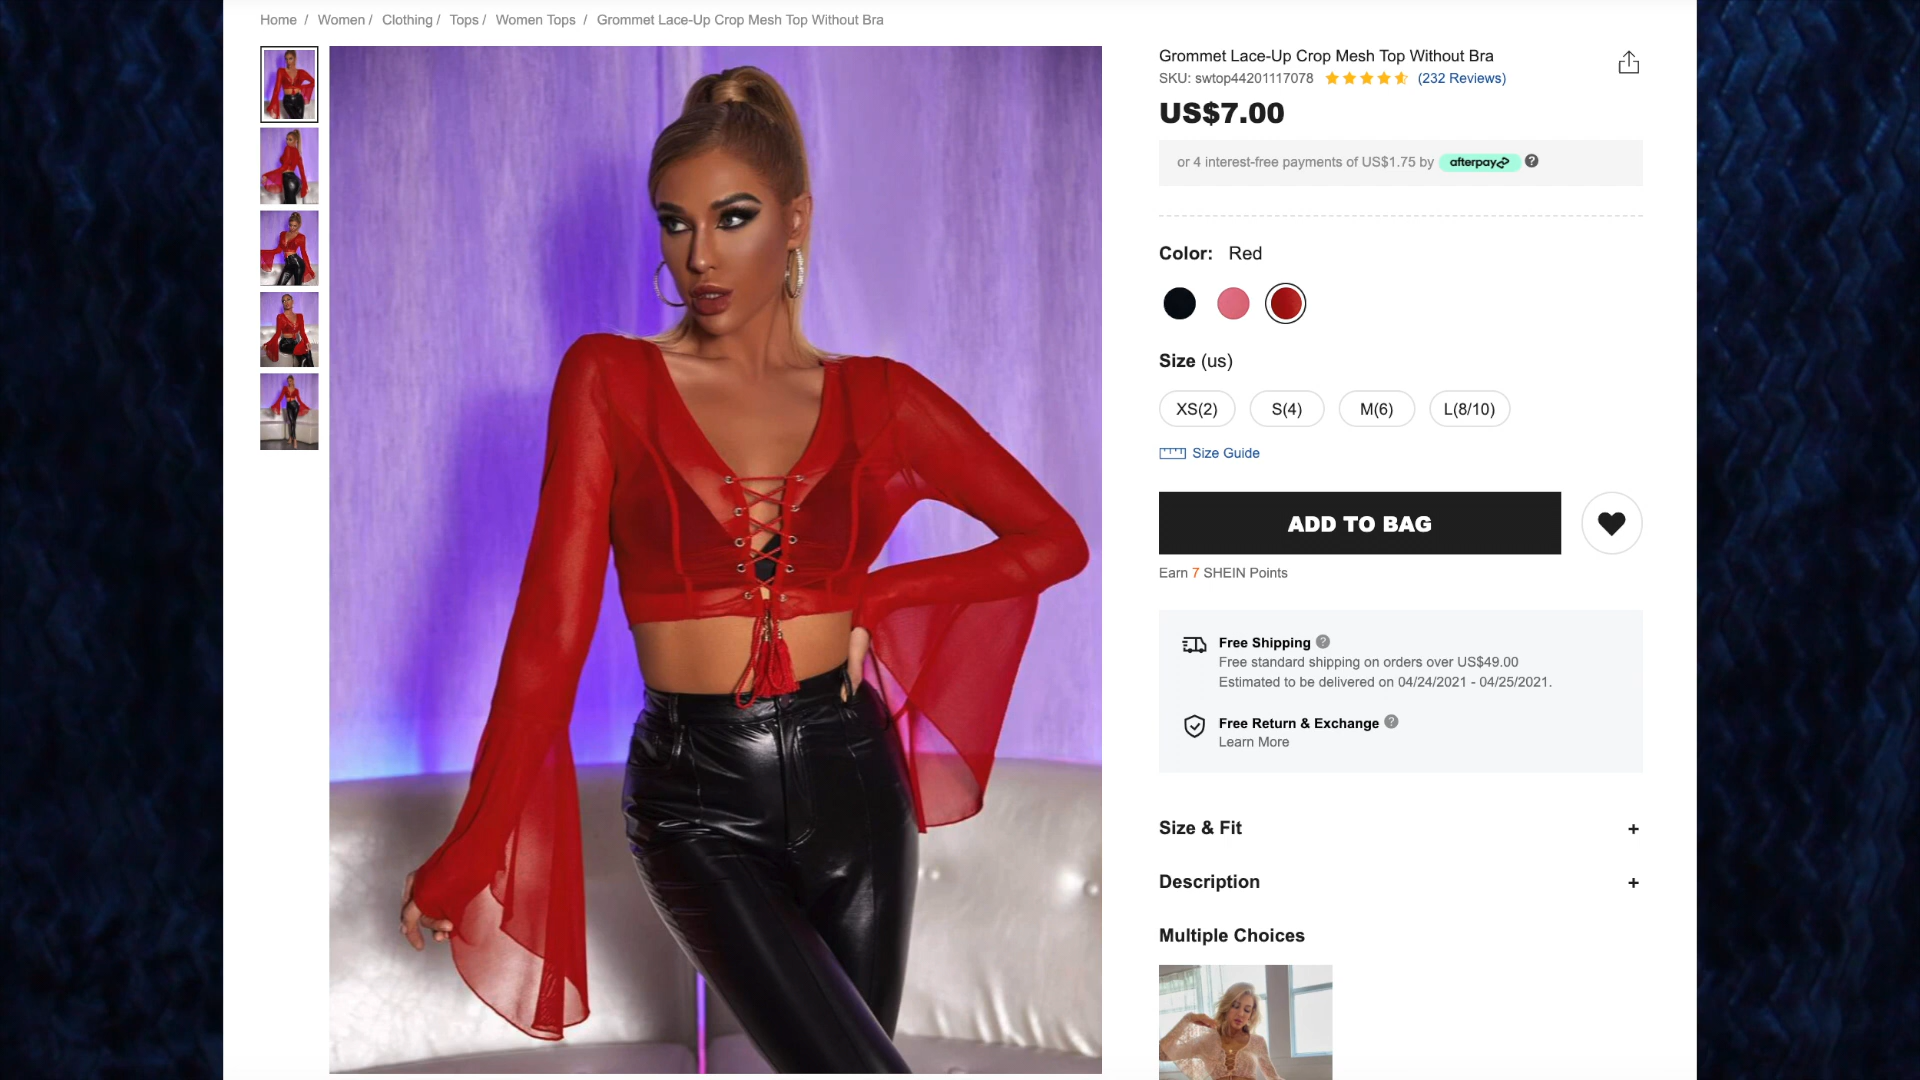 Home / Women / Clothing / Tops / Women Tops / Grommet Lace-Up Crop Mesh Top Without Bra
Grommet Lace-Up Crop Mesh Top Without Bra
SKU: swtop44201117078 (232 Reviews)
US$7.00
or 4 interest-free payments of US$1.75 by afterpay ?
Color: Red
Size (us)
XS(2) S(4) M(6) L(8/10)
Size Guide
ADD TO BAG
Earn 7 SHEIN Points
Free Shipping ?
Free standard shipping on orders over US$49.00
Estimated to be delivered on 04/24/2021 - 04/25/2021.
Free Return & Exchange ?
Learn More
Size & Fit +
Description +
Multiple Choices